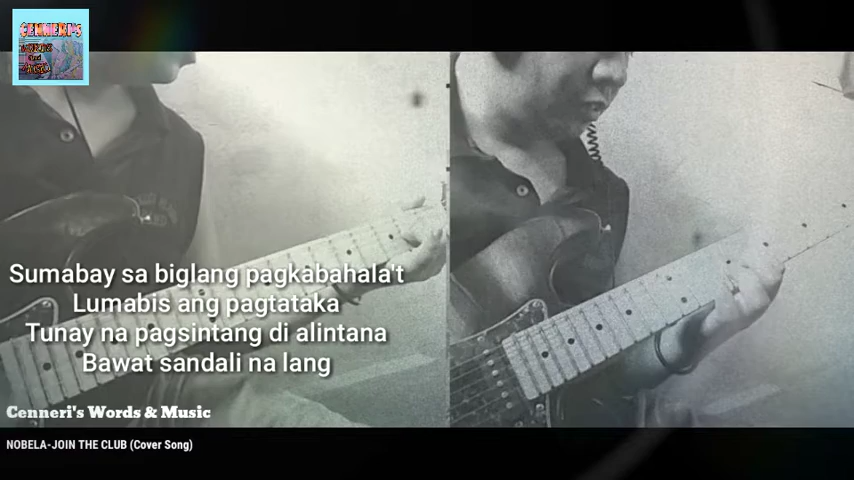 CENNERI'S
Sumabay sa biglang pagkabahala't
Lumabis ang pagtataka
Tunay na pagsintang di alintana
Bawat sandali na lang
Cenneri's Words & Music
NOBELA-JOIN THE CLUB (Cover Song)